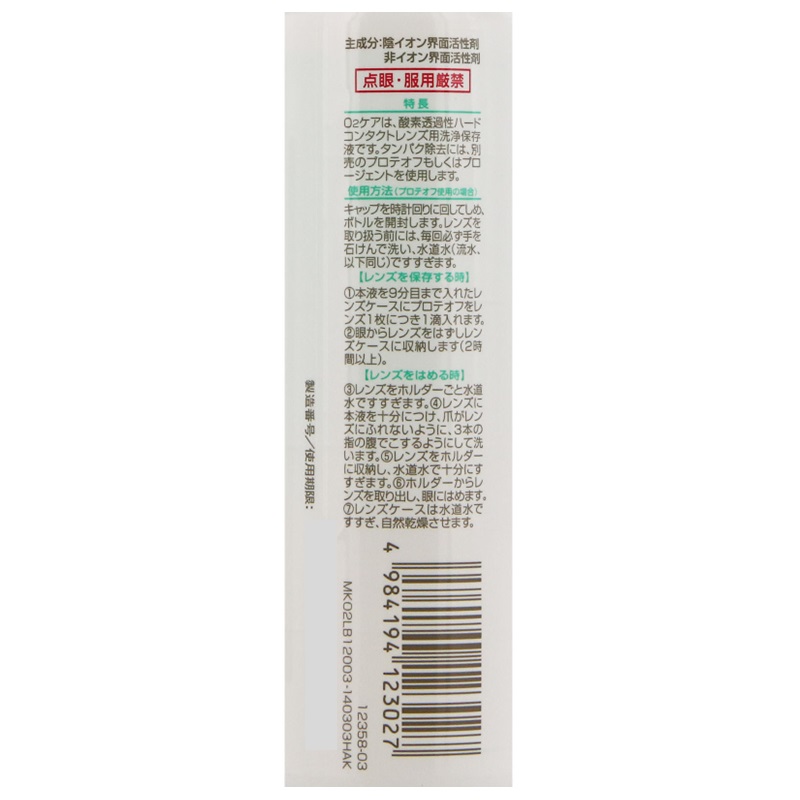 主成分:陰イオン界面活性剤
非イオン界面活性剤
点眼・服用厳禁
特長
O2ケアは、酸素透過性ハード
コンタクトレンズ用洗浄保存
液です。タンパク除去には、別
売のプロテオフもしくはプロ
ージェントを使用します。
使用方法(プロテオフ使用の場合)
キャップを時計回りに回してしめ、
ボトルを開封します。レンズを
取り扱う前には、毎回必ず手を
石けんで洗い、水道水(流水、
以下同じ)ですすぎます。
【レンズを保存する時】
①本液を9分目まで入れたレ
ンズケースにプロテオフをレ
ンズ1枚につき1滴入れます。
②眼からレンズをはずしレン
ズケースに収納します(2時
間以上)。
【レンズをはめる時】
③レンズをホルダーごと水道
水ですすぎます。④レンズに
本液を十分につけ、爪がレン
ズにふれないように、3本の
指の腹でこするようにして洗
います。⑤レンズをホルダー
に収納し、水道水で十分にす
すぎます。⑥ホルダーからレ
ンズを取り出し、眼にはめます。
⑦レンズケースは水道水で
すすぎ、自然乾燥させます。
製造番号/使用期限:
4 984194 123027
12358-03
MKO2LB12003-140303HAK